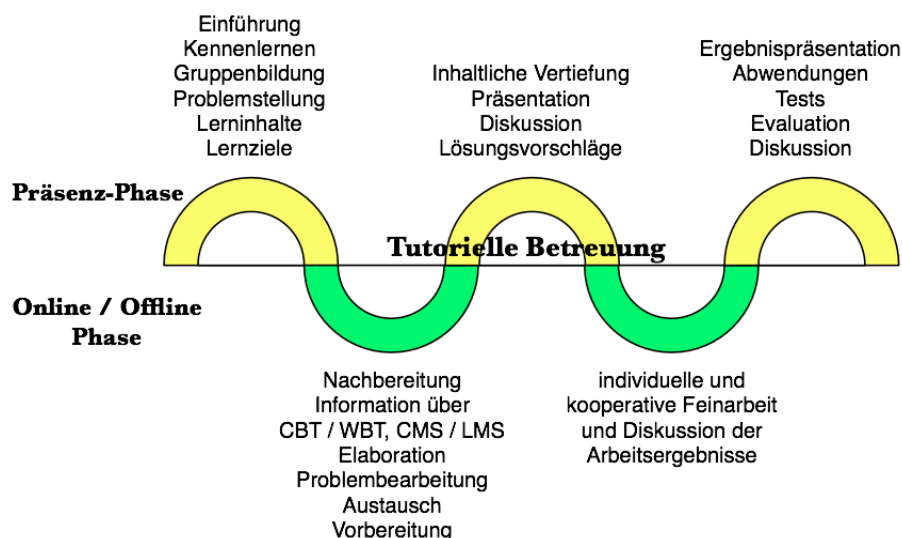 Einführung
Kennenlernen
Gruppenbildung
Problemstellung
Lerninhalte
Lernziele
Inhaltliche Vertiefung
Präsentation
Diskussion
Lösungsvorschläge
Ergebnispräsentation
Abwendungen
Tests
Evaluation
Diskussion
Präsenz-Phase
Tutorielle Betreuung
Online / Offline
Phase
Nachbereitung
Information über
CBT / WBT, CMS / LMS
Elaboration
Problembearbeitung
Austausch
Vorbereitung
individuelle und
kooperative Feinarbeit
und Diskussion der
Arbeitsergebnisse